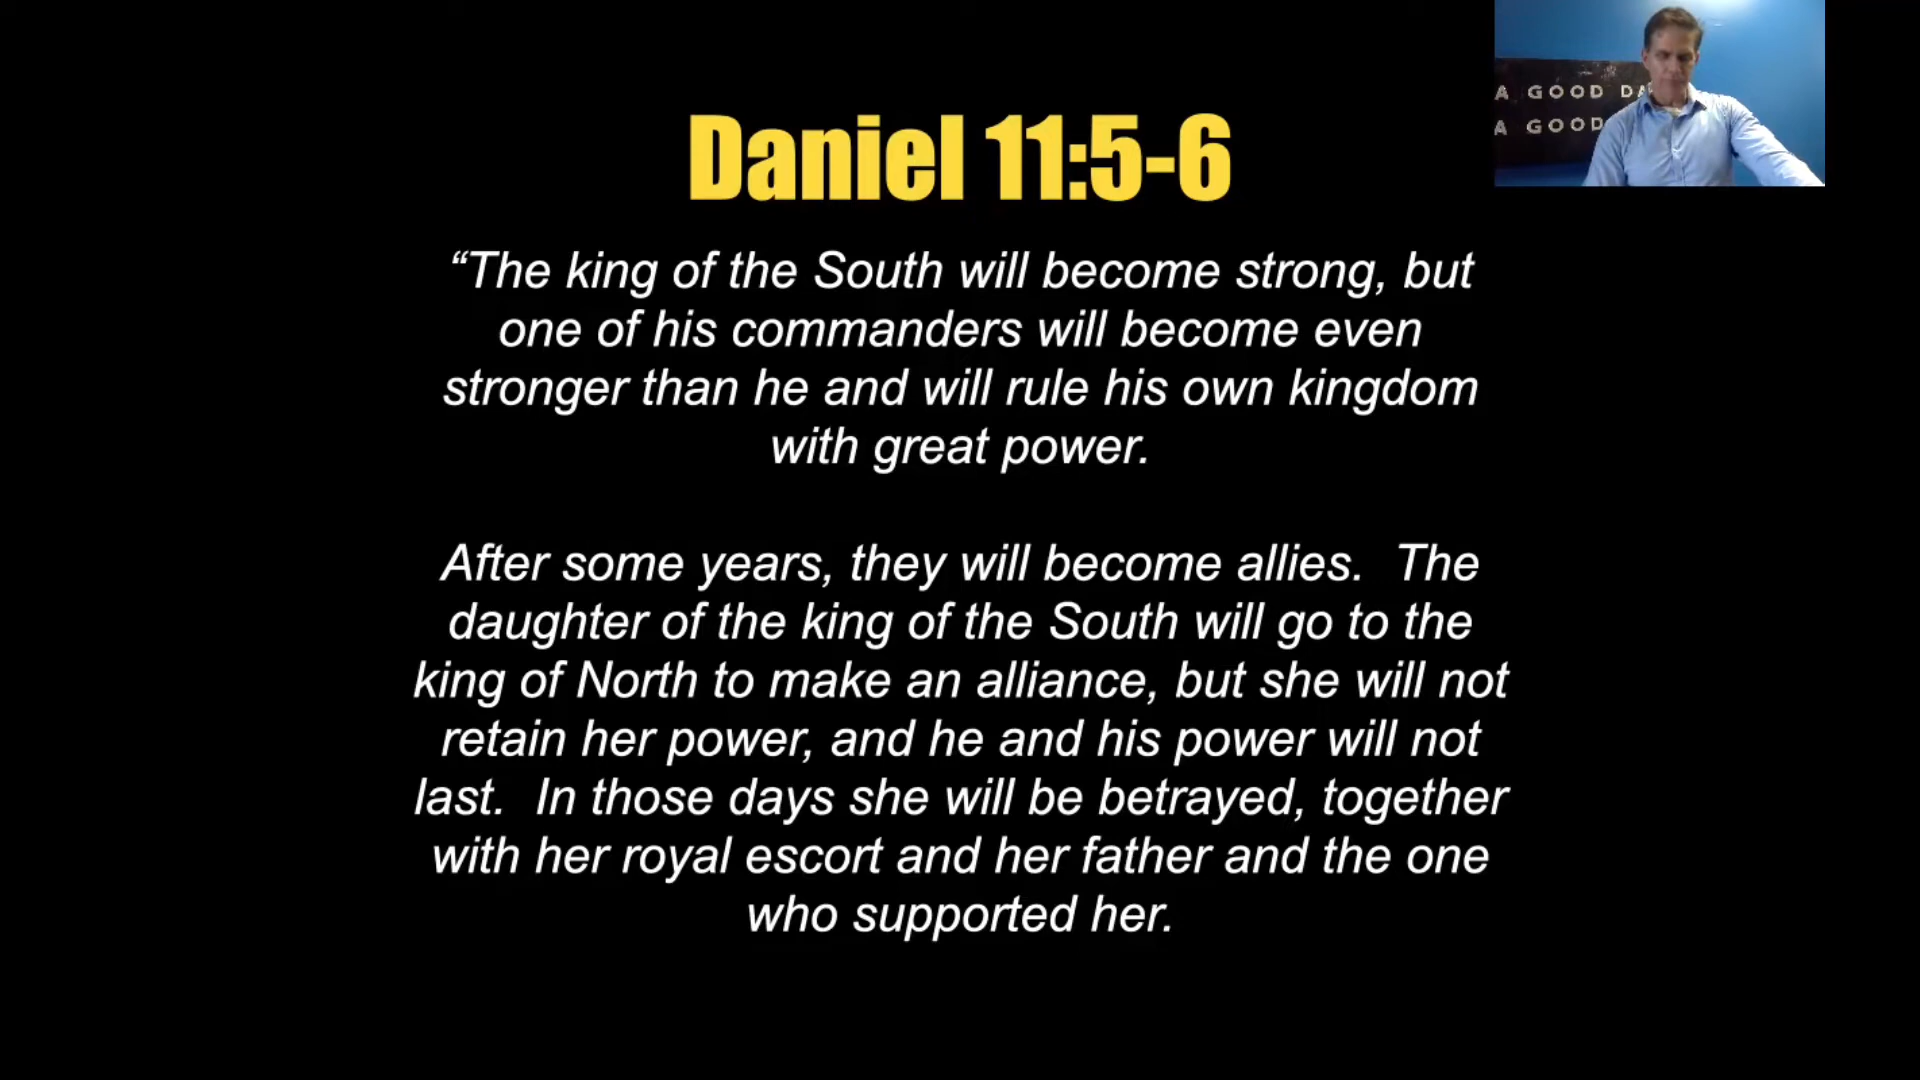 Daniel 11:5-6
A GOOD DA
A GOOD
“The king of the South will become strong, but
one of his commanders will become even
stronger than he and will rule his own kingdom
with great power.
After some years, they will become allies.  The
daughter of the king of the South will go to the
king of North to make an alliance, but she will not
retain her power, and he and his power will not
last.  In those days she will be betrayed, together
with her royal escort and her father and the one
who supported her.